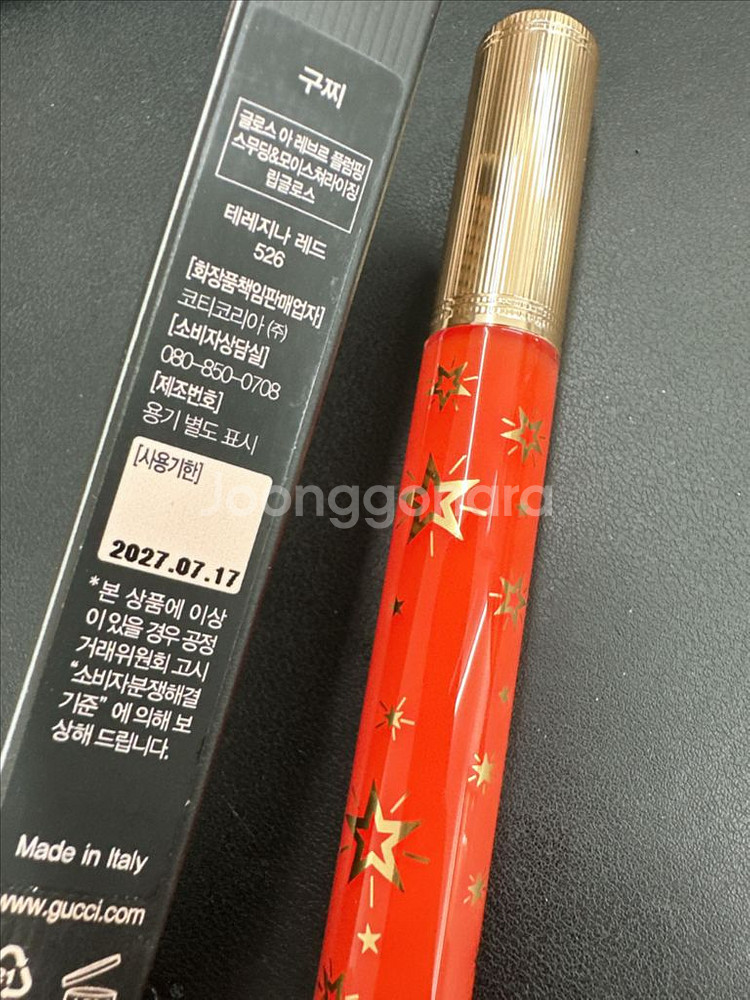 구찌
글로스 아 레브르 플럼핑
스무딩&모이스쳐라이징
립글로스
테레지나 레드
526
[화장품책임판매업자]
코티코리아 (주)
[소비자상담실]
080-850-0708
[제조번호]
용기 별도 표시
[사용기한]
2027.07.17
*본 상품에 이상
이 있을 경우 공정
거래위원회 고시
"소비자분쟁해결
기준" 에 의해 보
상해 드립니다.
Made in Italy
www.gucci.com
21
Joonggonara